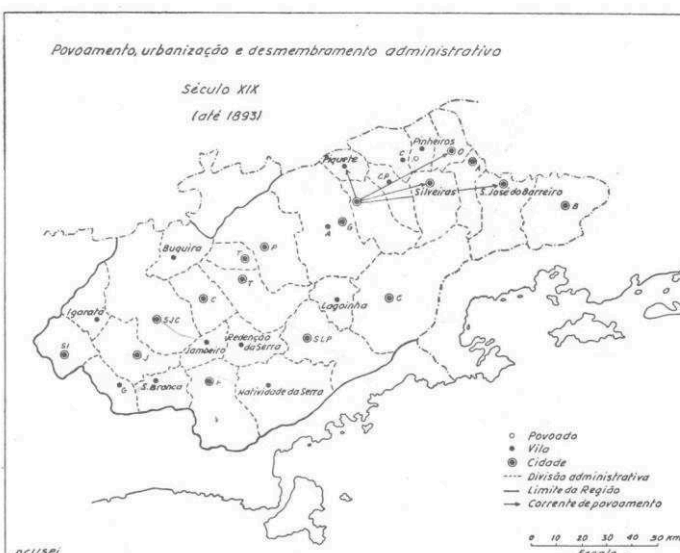 Povoamento, urbanização e desmembramento administrativo
Século XIX
(até 1893)
Pinheiros
Piquete
C
O
A
C.P.
Silveiras
S. José do Barreiro
B
A
G
P
Buquira
T
T
C
Lagoinha
C
Igaratá
SJC
SI
J
Jambeiro
Redenção
da Serra
SLP
G
S. Branca
P
Natividade da Serra
Povoado
Vila
Cidade
Divisão administrativa
Limite da Região
Corrente de povoamento
0 10 20 30 40 50 Km
Escala